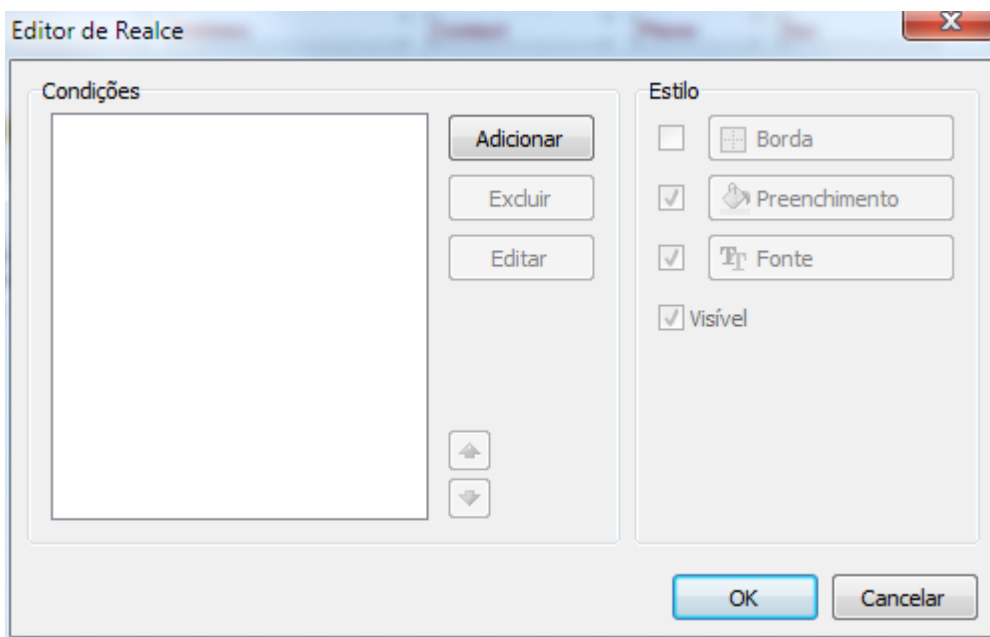 Editor de Realce
Condições
Adicionar
Excluir
Editar
Estilo
Borda
Preenchimento
Fonte
Visível
OK
Cancelar